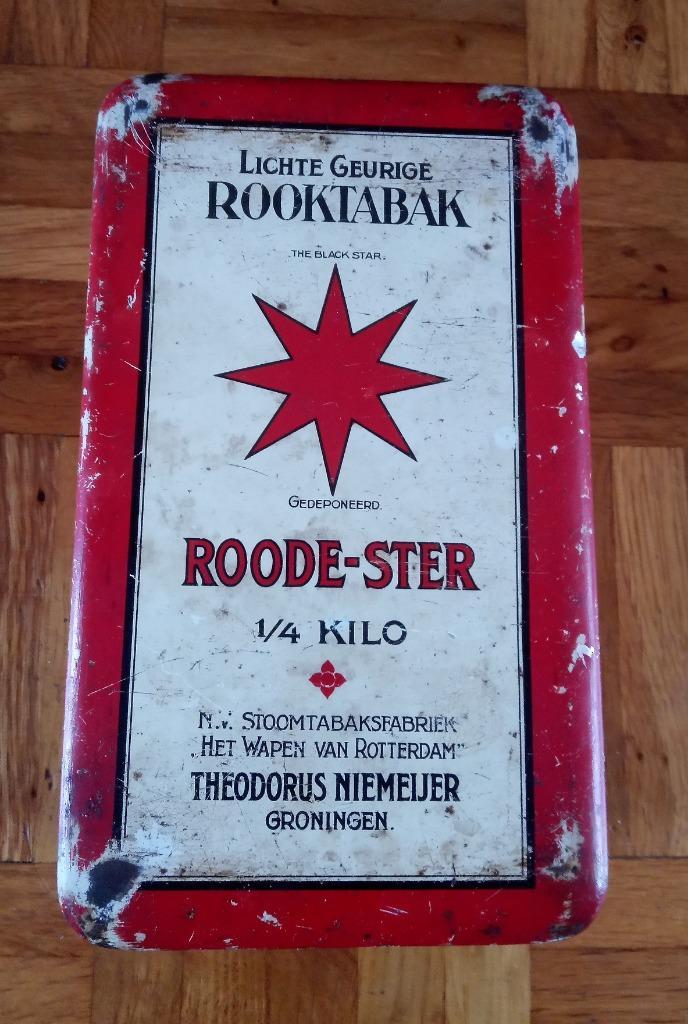 LICHTE GEURIGE
ROOKTABAK
THE BLACK STAR.
GEDEPONEERD.
ROODE-STER
1/4 KILO
N.V. STOOMTABAKSFABRIEK
„HET WAPEN VAN ROTTERDAM”
THEODORUS NIEMEIJER
GRONINGEN.